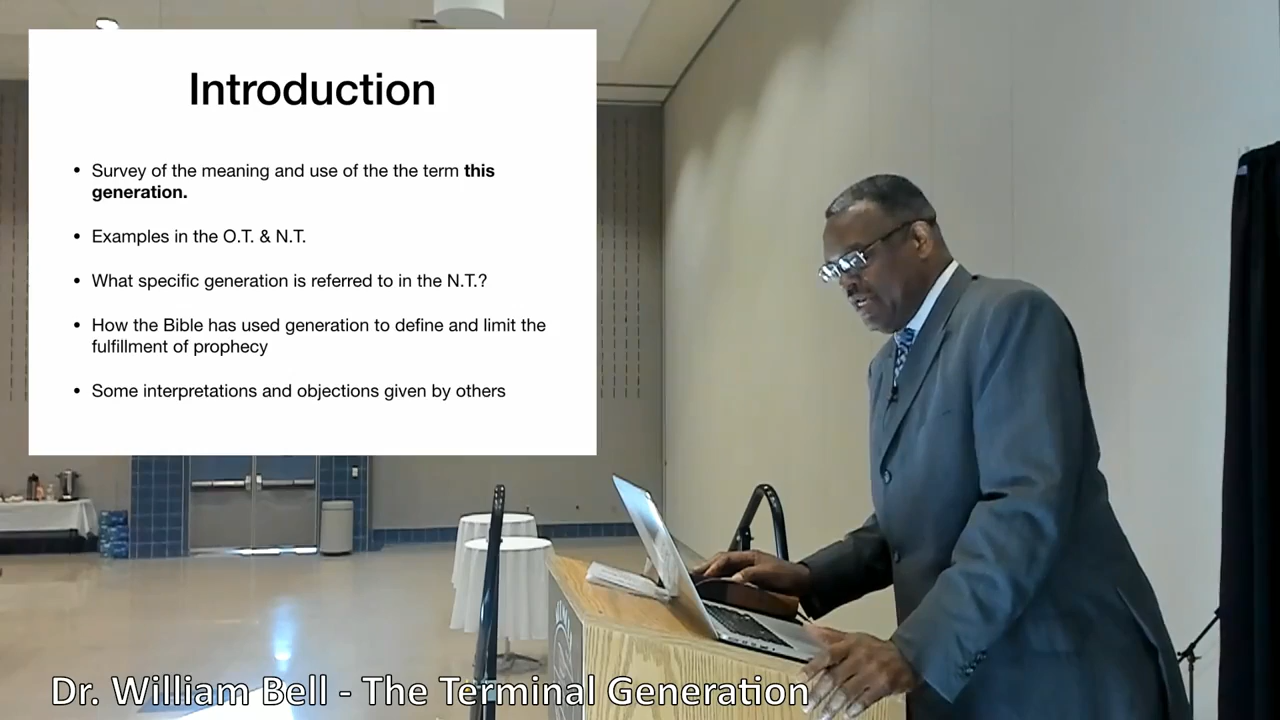 Introduction
• Survey of the meaning and use of the the term this
generation.
• Examples in the O.T. & N.T.
• What specific generation is referred to in the N.T.?
• How the Bible has used generation to define and limit the
fulfillment of prophecy
• Some interpretations and objections given by others
Dr. William Bell - The Terminal Generation